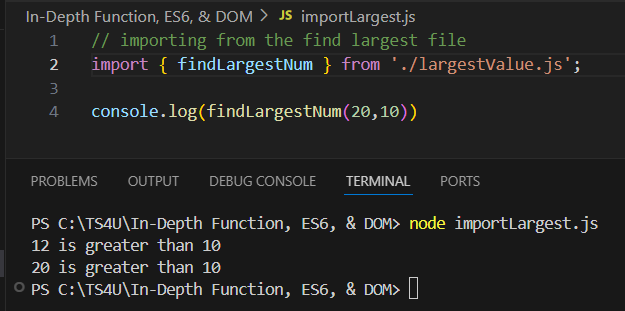 In-Depth Function, ES6, & DOM > JS importLargest.js
1 // importing from the find largest file
2 import { findLargestNum } from './largestValue.js';
3
4 console.log(findLargestNum(20,10))
PROBLEMS OUTPUT DEBUG CONSOLE TERMINAL PORTS
PS C:\TS4U\In-Depth Function, ES6, & DOM> node importLargest.js
12 is greater than 10
20 is greater than 10
PS C:\TS4U\In-Depth Function, ES6, & DOM>